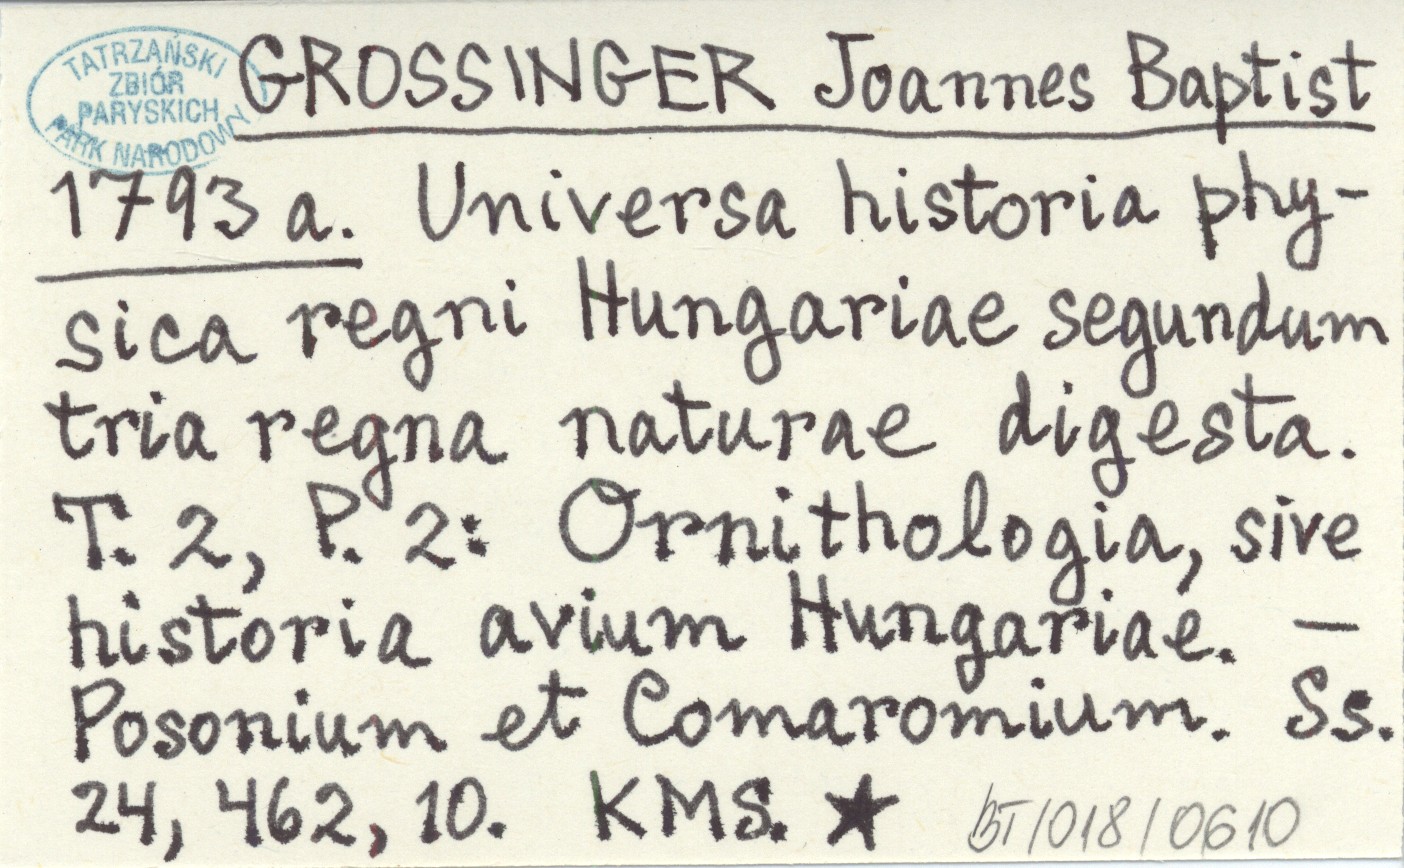 TATRZAŃSKI
ZBIÓR
PARYSKICH
PARK NARODOWY
GROSSINGER Joannes Baptist
1793 a. Universa historia phy-
sica regni Hungariae segundum
tria regna naturae digesta.
T. 2, P. 2: Ornithologia, sive
historia avium Hungariae. —
Posonium et Comaromium. Ss.
24, 462, 10. KMS. ★
BT/018/0610